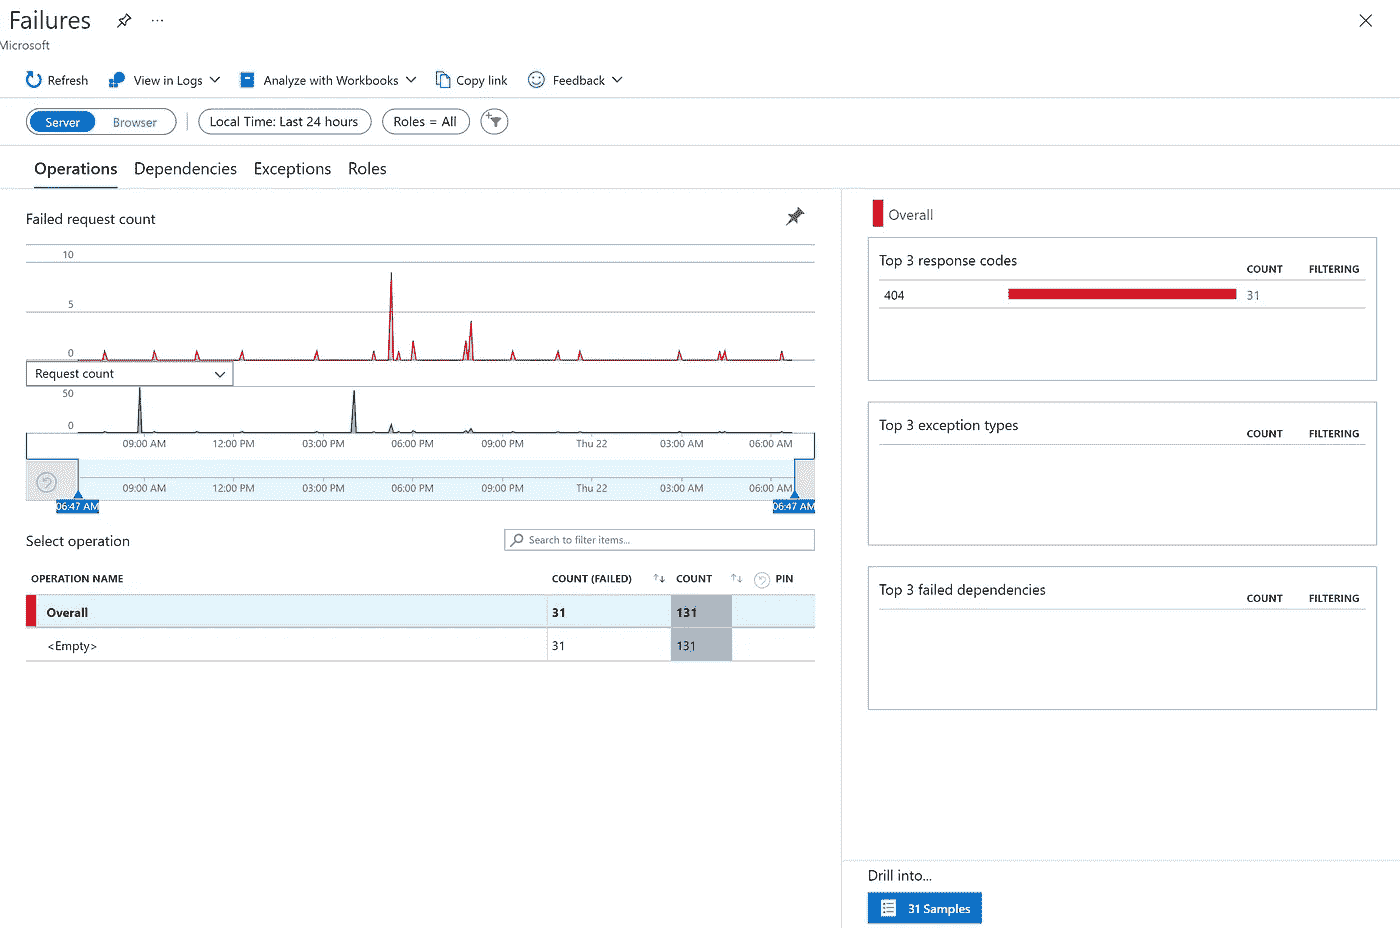 Failures ...
Microsoft
Refresh View in Logs Analyze with Workbooks Copy link Feedback
Server Browser Local Time: Last 24 hours Roles = All
Operations Dependencies Exceptions Roles
Failed request count
10
5
0
Request count
50
0
09:00 AM 12:00 PM 03:00 PM 06:00 PM 09:00 PM Thu 22 03:00 AM 06:00 AM
09:00 AM 12:00 PM 03:00 PM 06:00 PM 09:00 PM Thu 22 03:00 AM 06:00 AM
06:47 AM 06:47 AM
Select operation Search to filter items...
OPERATION NAME COUNT (FAILED) COUNT PIN
Overall 31 131
<Empty> 31 131
Overall
Top 3 response codes
COUNT FILTERING
404 31
Top 3 exception types
COUNT FILTERING
Top 3 failed dependencies
COUNT FILTERING
Drill into...
31 Samples